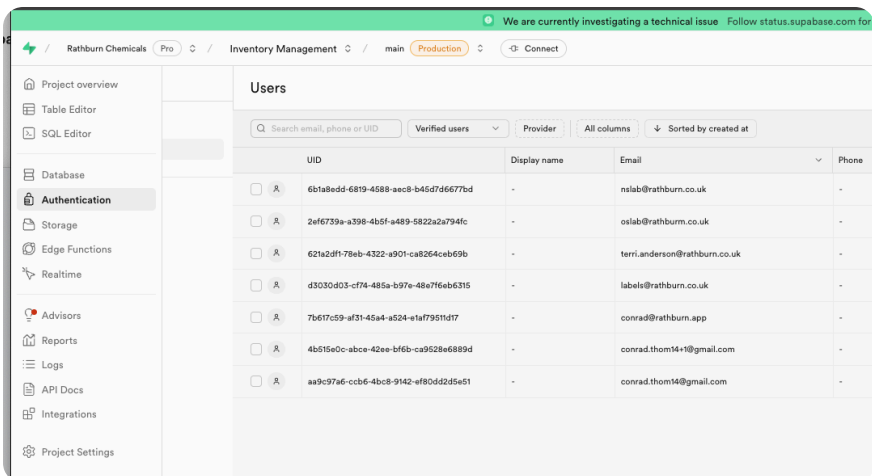 We are currently investigating a technical issue Follow status.supabase.com for
Rathburn Chemicals Pro / Inventory Management / main Production Connect
Project overview
Table Editor
SQL Editor
Database
Authentication
Storage
Edge Functions
Realtime
Advisors
Reports
Logs
API Docs
Integrations
Project Settings
Users
Search email, phone or UID Verified users Provider All columns Sorted by created at
UID Display name Email Phone
6b1a8edd-6819-4588-aec8-b45d7d6677bd - nslab@rathburn.co.uk -
2ef6739a-a398-4b5f-a489-5822a2a794fc - oslab@rathburm.co.uk -
621a2df1-78eb-4322-a901-ca8264ceb69b - terri.anderson@rathburn.co.uk -
d3030d03-cf74-485a-b97e-48e7f6eb6315 - labels@rathburn.co.uk -
7b617c59-af31-45a4-a524-e1af79511d17 - conrad@rathburn.app -
4b515e0c-abce-42ee-bf6b-ca9528e6889d - conrad.thom14+1@gmail.com -
aa9c97a6-ccb6-4bc8-9142-ef80dd2d5e51 - conrad.thom14@gmail.com -